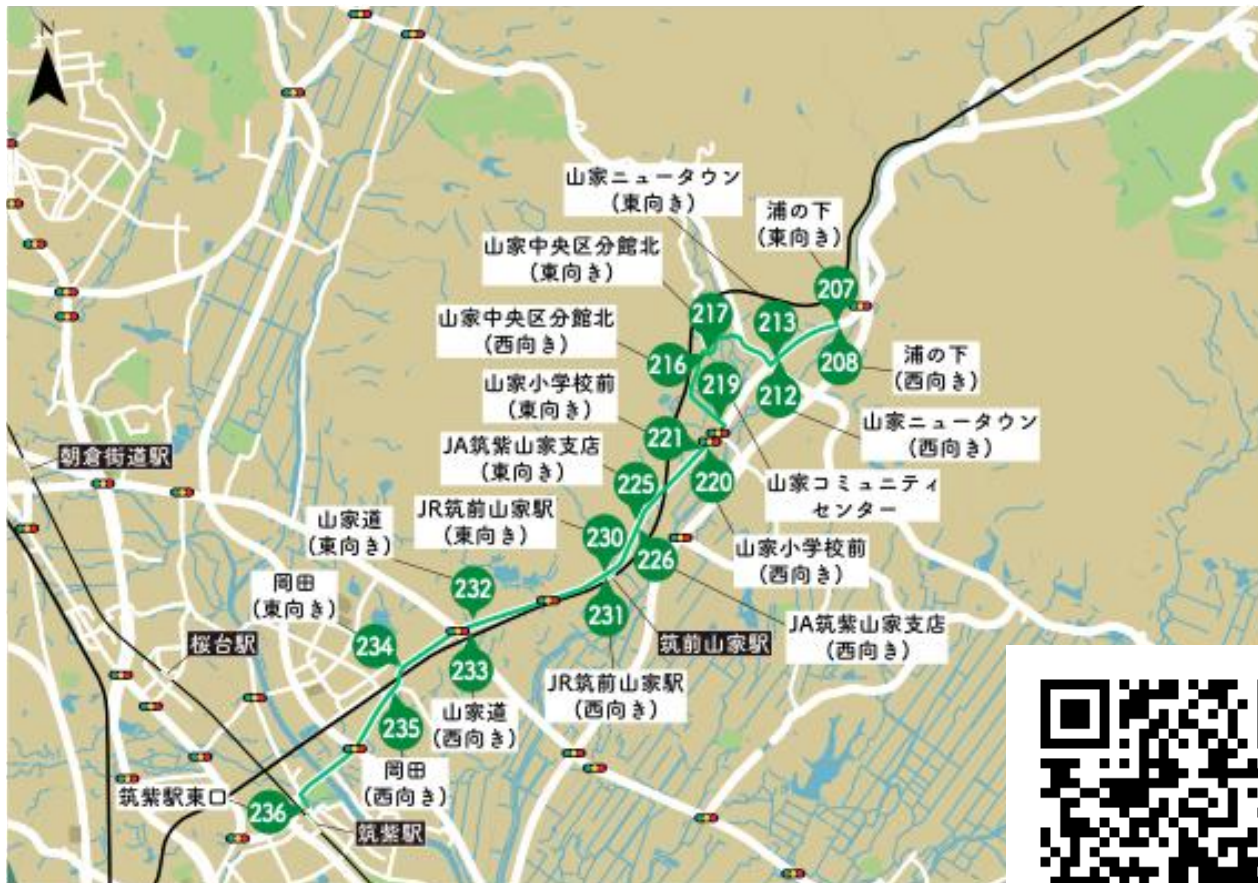 N
山家ニュータウン
(東向き)
浦の下
(東向き)
山家中央区分館北
(東向き)
207
217
213
山家中央区分館北
(西向き)
216
208
浦の下
(西向き)
219
212
山家小学校前
(東向き)
221
山家ニュータウン
(西向き)
JA筑紫山家支店
(東向き)
朝倉街道駅
225
220
山家コミュニティ
センター
JR筑前山家駅
(東向き)
山家道
(東向き)
230
226
山家小学校前
(西向き)
岡田
(東向き)
232
231
JA筑紫山家支店
(西向き)
桜台駅
234
筑前山家駅
233
JR筑前山家駅
(西向き)
235
山家道
(西向き)
岡田
(西向き)
筑紫駅東口
236
筑紫駅